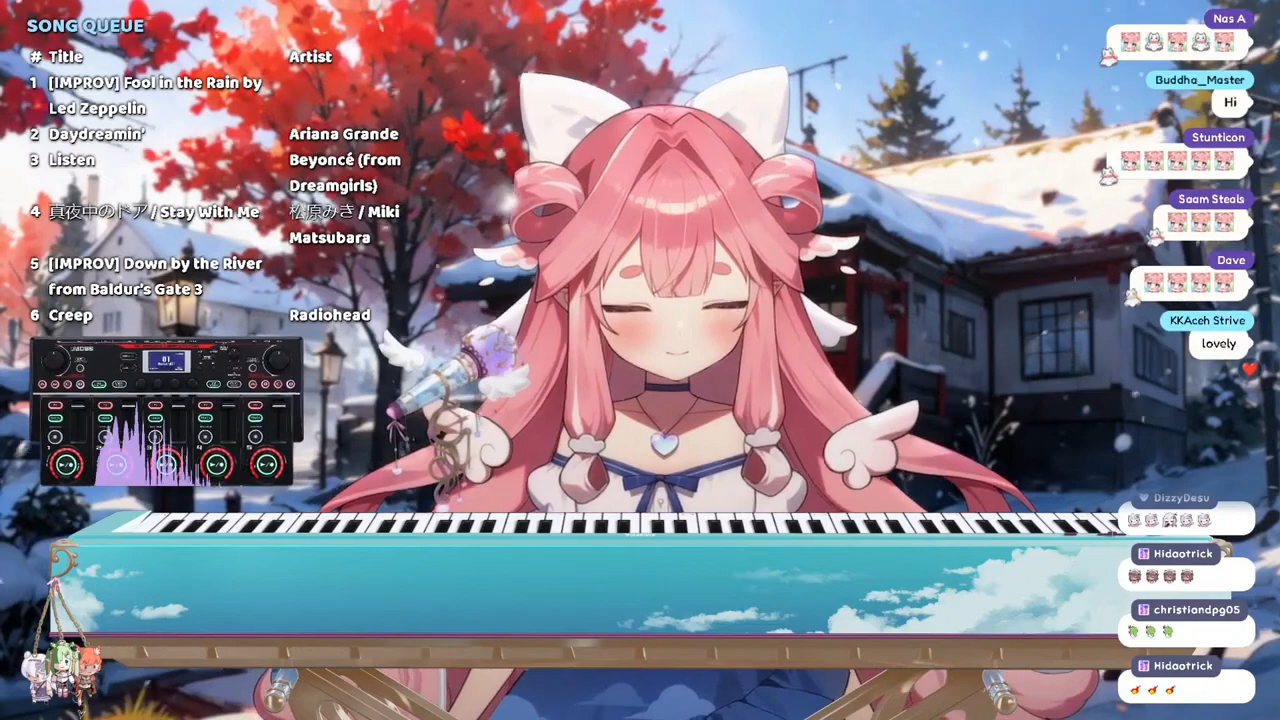 SONG QUEUE
# Title Artist
1 [IMPROV] Fool in the Rain by
Led Zeppelin
2 Daydreamin' Ariana Grande
3 Listen Beyoncé (from
Dreamgirls)
4 真夜中のドア / Stay With Me 松原みき / Miki
Matsubara
5 [IMPROV] Down by the River
from Baldur's Gate 3
6 Creep Radiohead
Nas A
Buddha_Master
Hi
Stunticon
Saam Steals
Dave
KKAceh Strive
lovely
DizzyDesu
Hidaotrick
christiandpg05
Hidaotrick